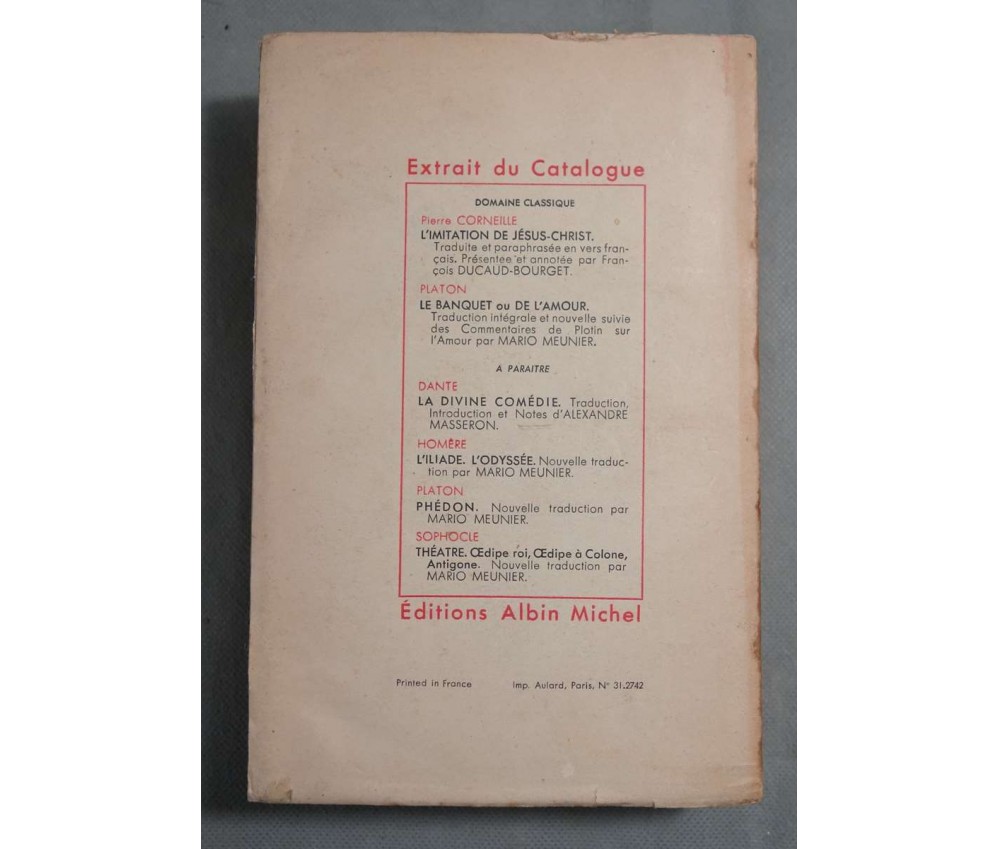 Extrait du Catalogue
DOMAINE CLASSIQUE
Pierre CORNEILLE
L'IMITATION DE JÉSUS-CHRIST.
Traduite et paraphrasée en vers fran-
çais. Présentée et annotée par Fran-
çois DUCAUD-BOURGET.
PLATON
LE BANQUET ou DE L'AMOUR.
Traduction intégrale et nouvelle suivie
des Commentaires de Plotin sur
l'Amour par MARIO MEUNIER.
A PARAITRE
DANTE
LA DIVINE COMÉDIE. Traduction,
Introduction et Notes d'ALEXANDRE
MASSERON.
HOMÈRE
L'ILIADE. L'ODYSSÉE. Nouvelle traduc-
tion par MARIO MEUNIER.
PLATON
PHÉDON. Nouvelle traduction par
MARIO MEUNIER.
SOPHOCLE
THÉATRE. Œdipe roi, Œdipe à Colone,
Antigone. Nouvelle traduction par
MARIO MEUNIER.
Éditions Albin Michel
Printed in France Imp. Aulard, Paris, N° 31.2742